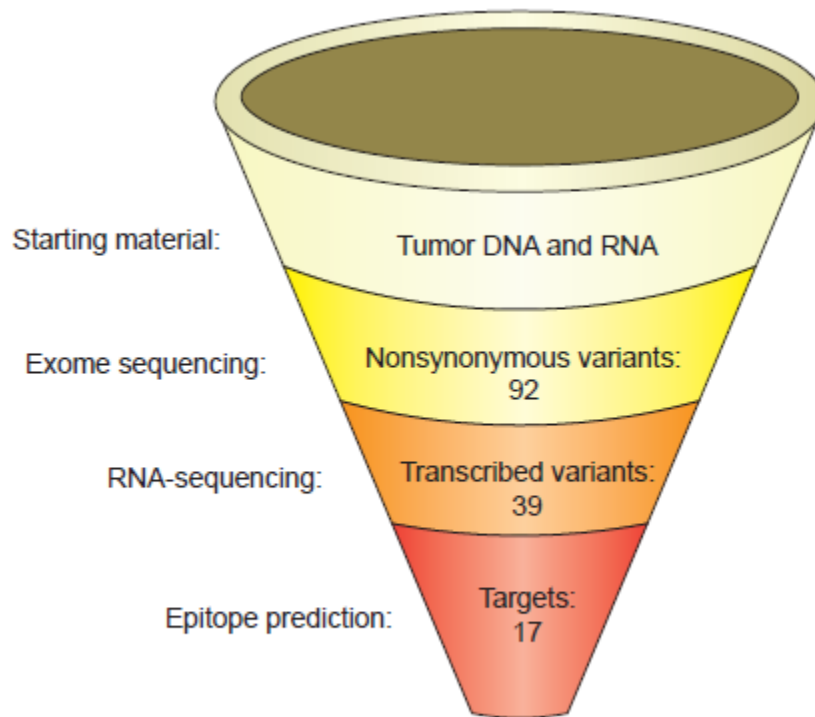 Starting material:
Tumor DNA and RNA
Exome sequencing:
Nonsynonymous variants:
92
RNA-sequencing:
Transcribed variants:
39
Epitope prediction:
Targets:
17